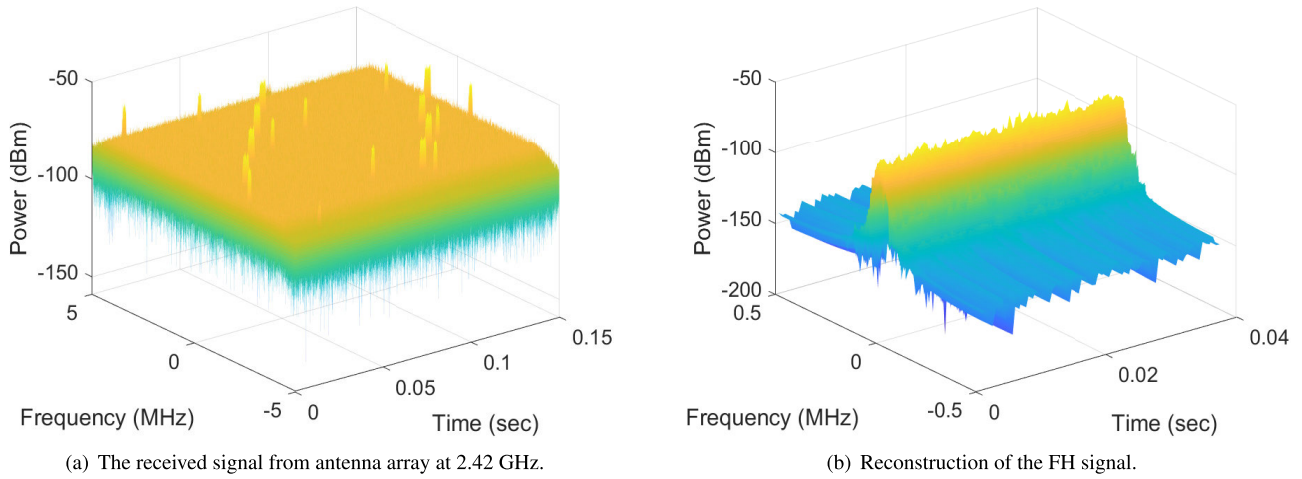 -50
-100
-150
Power (dBm)
5
0
-5
Frequency (MHz)
0
0.05
0.1
0.15
Time (sec)
(a) The received signal from antenna array at 2.42 GHz.
-50
-100
-150
-200
Power (dBm)
0.5
0
-0.5
Frequency (MHz)
0
0.02
0.04
Time (sec)
(b) Reconstruction of the FH signal.